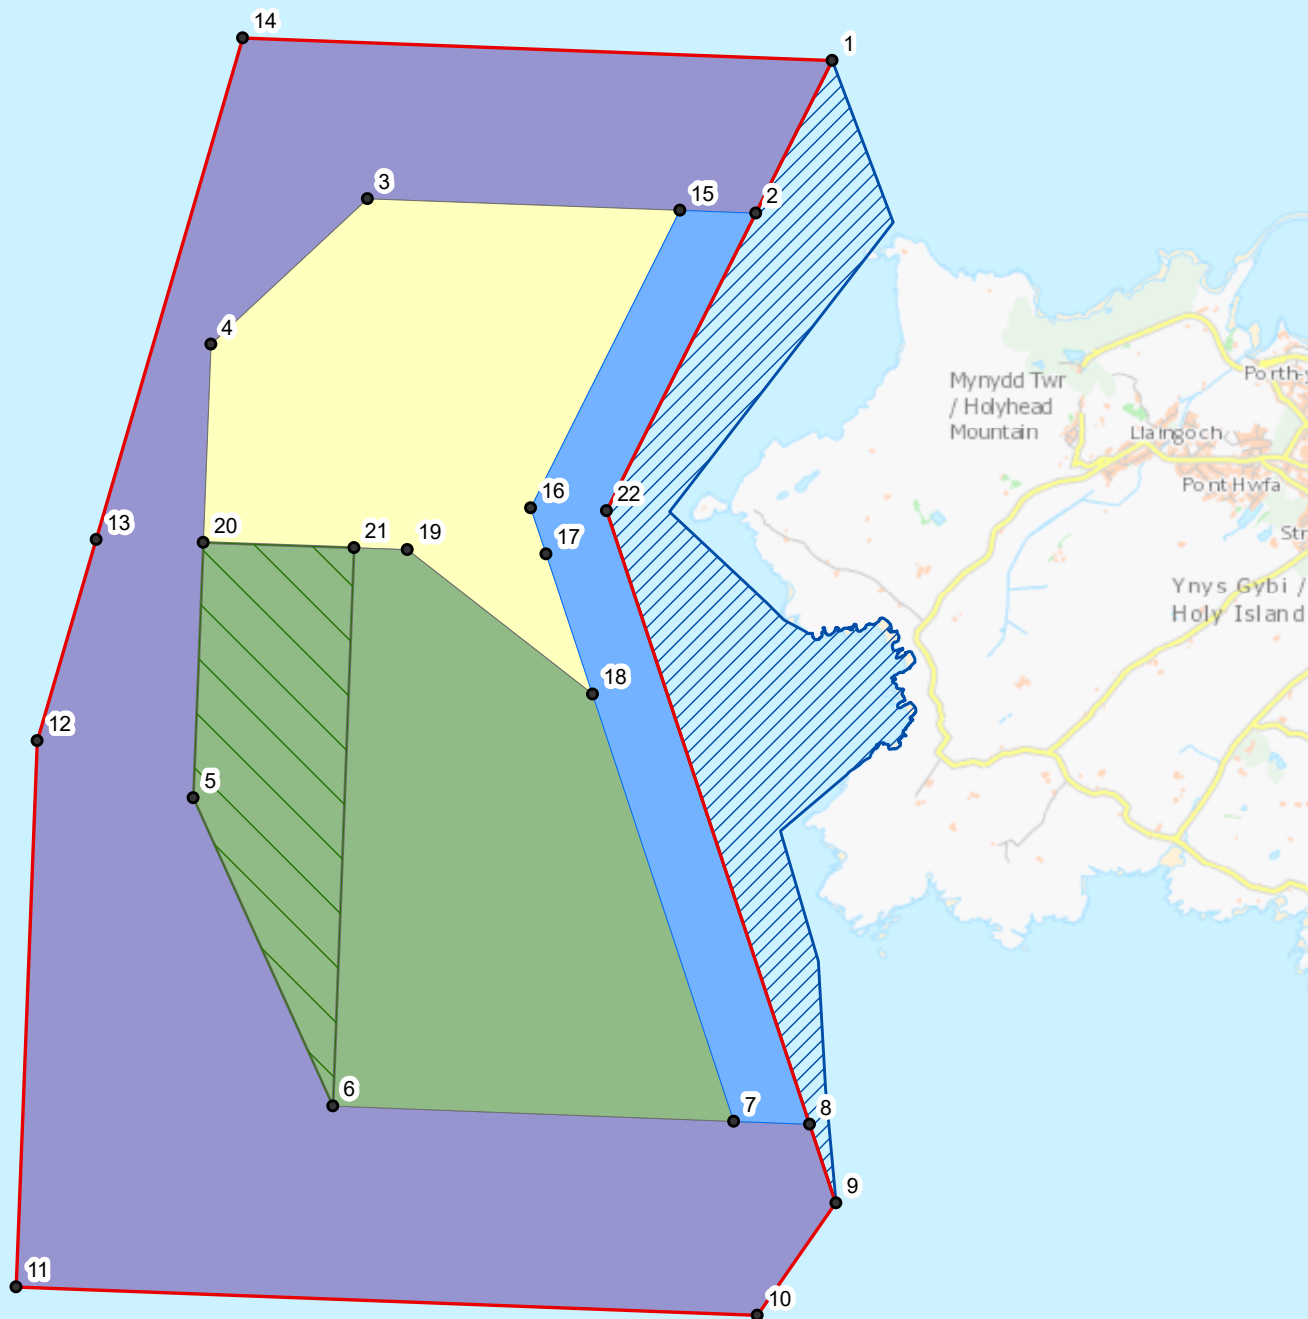 14
1
3
15
2
4
Mynydd Twr
/ Holyhead
Mountain
Porth-y
Llaingoch
Pont Hwfa
16
22
13
20
21
19
17
Str
Ynys Gybi /
Holy Island
18
12
5
6
7
8
9
11
10